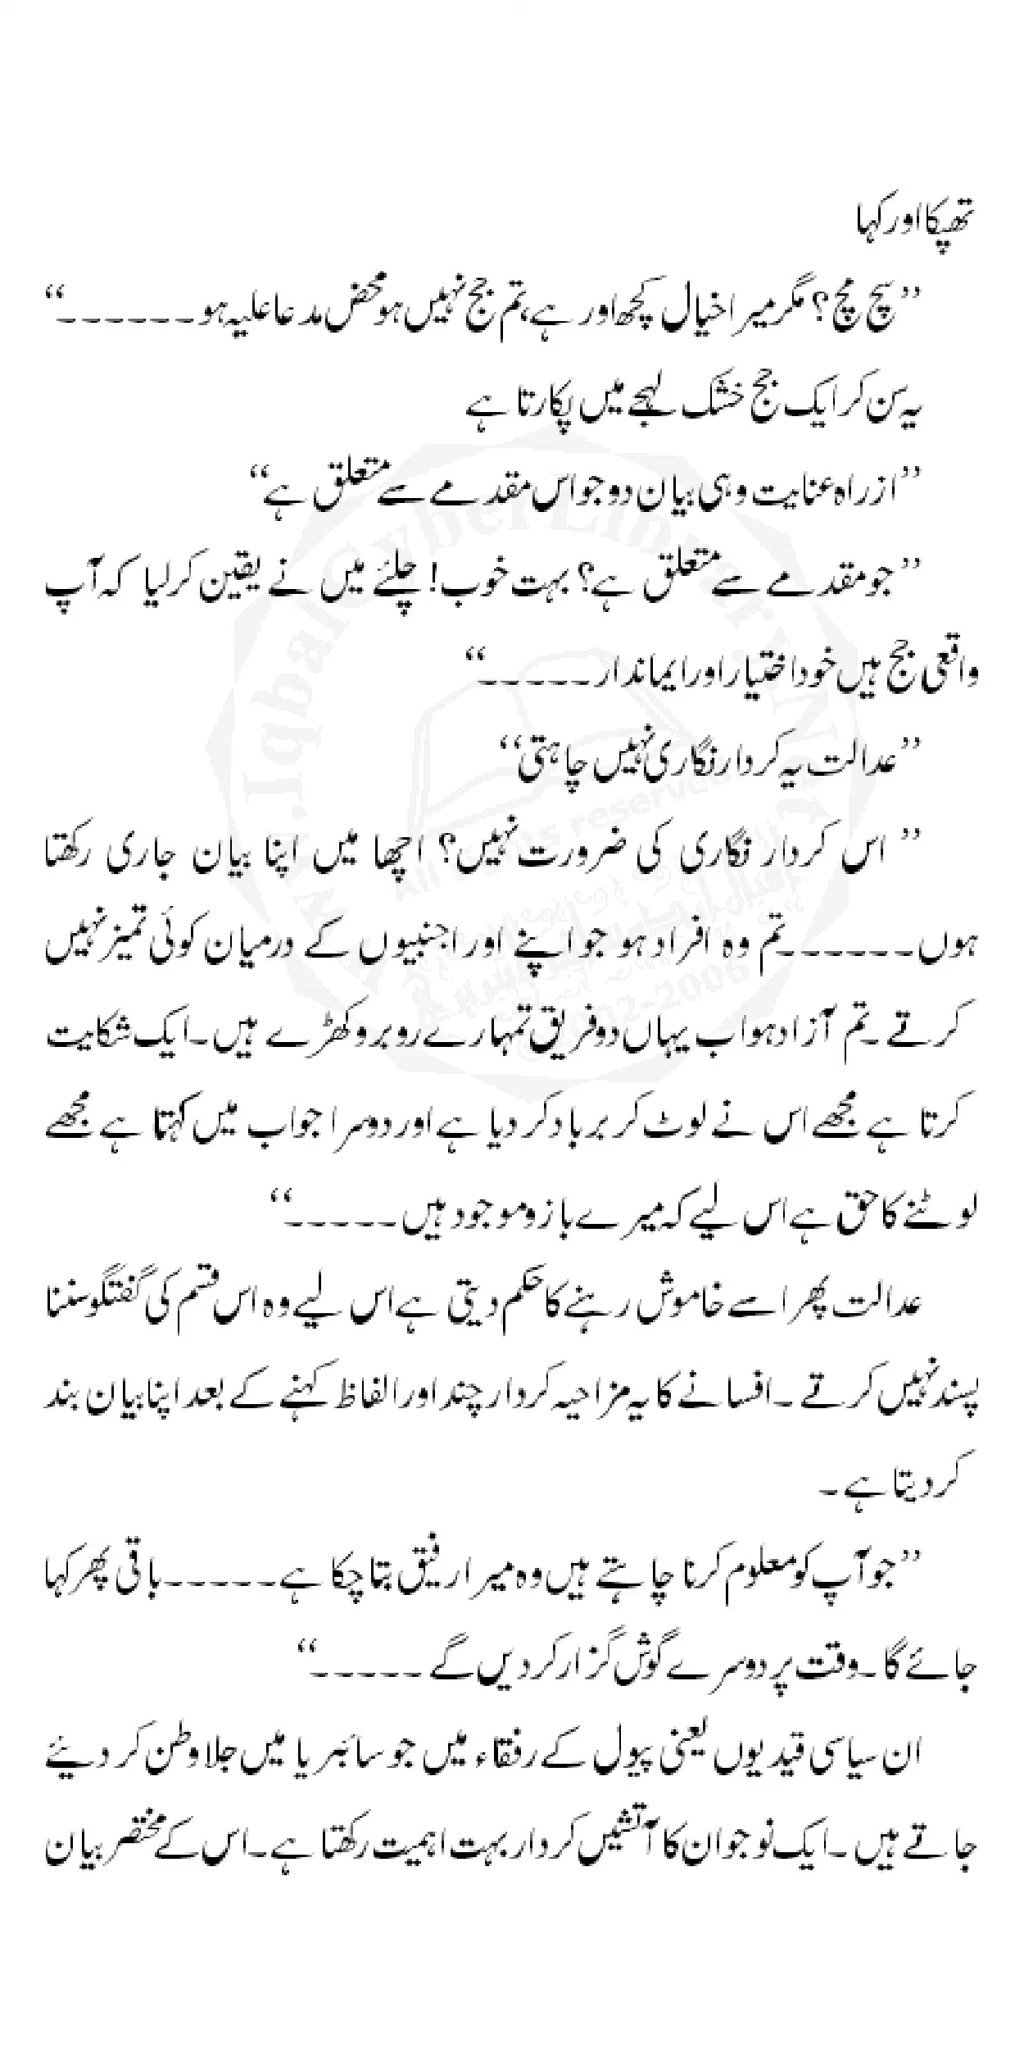 تھپکا اور کہا
’’سچ مچ؟ مگر میرا خیال کچھ اور ہے، تم جج نہیں ہو محض مدعا علیہ ہو۔۔۔۔۔۔‘‘
یہ سن کر ایک جج خشک لہجے میں پکارتا ہے
’’از راہ عنایت وہی بیان دو جو اس مقدمے سے متعلق ہے‘‘
’’جو مقدمے سے متعلق ہے؟ بہت خوب! چلئے میں نے یقین کر لیا کہ آپ
واقعی جج ہیں خود اختیار اور ایماندار۔۔۔۔۔‘‘
’’عدالت یہ کردار نگاری نہیں چاہتی‘‘
’’ اس کردار نگاری کی ضرورت نہیں؟ اچھا میں اپنا بیان جاری رکھتا
ہوں۔۔۔۔۔۔تم وہ افراد ہو جو اپنے اور اجنبیوں کے درمیان کوئی تمیز نہیں
کرتے۔تم آزاد ہو اب یہاں دو فریق تمہارے روبرو کھڑے ہیں۔ایک شکایت
کرتا ہے مجھے اس نے لوٹ کر برباد کر دیا ہے اور دوسرا جواب میں کہتا ہے مجھے
لوٹنے کا حق ہے اس لیے کہ میرے بازو موجود ہیں۔۔۔۔۔‘‘
عدالت پھر اسے خاموش رہنے کا حکم دیتی ہے اس لیے وہ اس قسم کی گفتگو سننا
پسند نہیں کرتے۔افسانے کا یہ مزاحیہ کردار چند اور الفاظ کہنے کے بعد اپنا بیان بند
کر دیتا ہے۔
’’جو آپ کو معلوم کرنا چاہتے ہیں وہ میرا رفیق بتا چکا ہے۔۔۔۔۔باقی پھر کہا
جائے گا۔وقت پر دوسرے گوش گزار کر دیں گے۔۔۔۔۔‘‘
ان سیاسی قیدیوں یعنی پیول کے رفقاء میں جو سائبریا میں جلاوطن کر دیئے
جاتے ہیں۔ایک نوجوان کا آتشیں کردار بہت اہمیت رکھتا ہے۔اس کے مختصر بیان